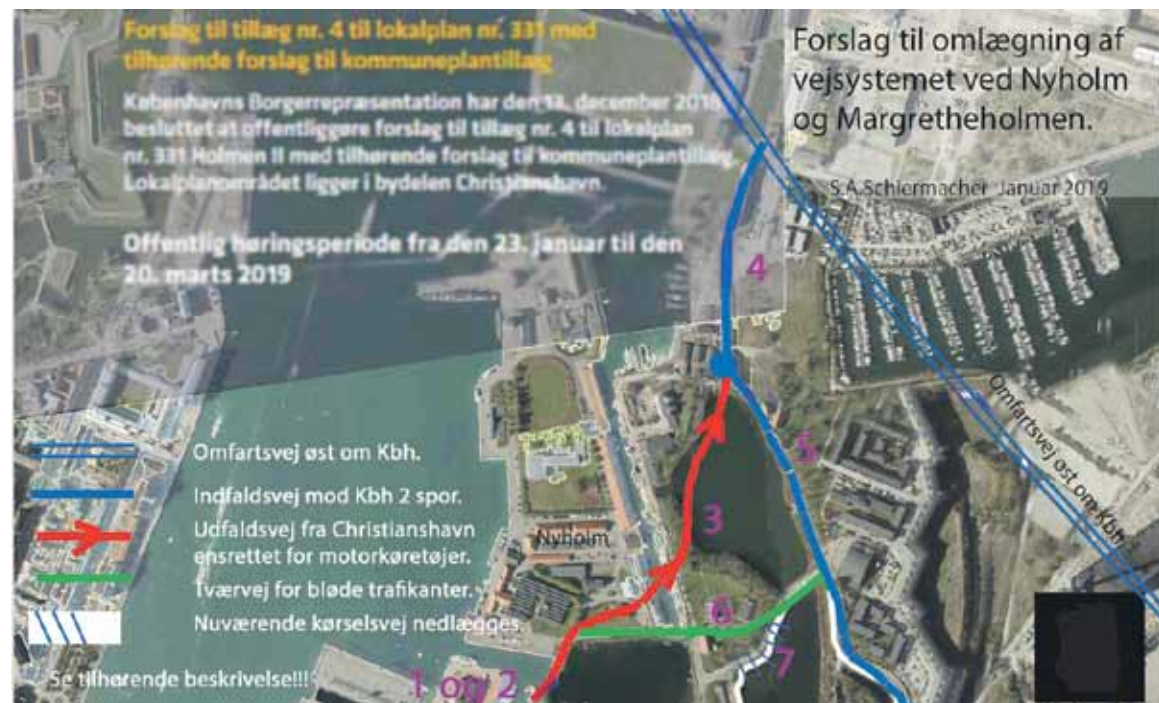 Forslag til tillæg nr. 4 til lokalplan nr. 331 med
tilhørende forslag til kommuneplantillæg
Københavns Borgerrepræsentation har den 13. december 2018
besluttet at offentliggøre forslag til tillæg nr. 4 til lokalplan
nr. 331 Holmen II med tilhørende forslag til kommuneplantillæg.
Lokalplanområdet ligger i bydelen Christianshavn.
Offentlig høringsperiode fra den 23. januar til den
20. marts 2019
Forslag til omlægning af
vejsystemet ved Nyholm
og Margretheholmen.
S.A.Schiermacher Januar 2019
4
Omfartsvej øst om Kbh.
5
3
Nyholm
6
7
1 og 2
Omfartsvej øst om Kbh.
Indfaldsvej mod Kbh 2 spor.
Udfaldsvej fra Christianshavn
ensrettet for motorkøretøjer.
Tværvej for bløde trafikanter.
Nuværende kørselsvej nedlægges.
Se tilhørende beskrivelse!!!